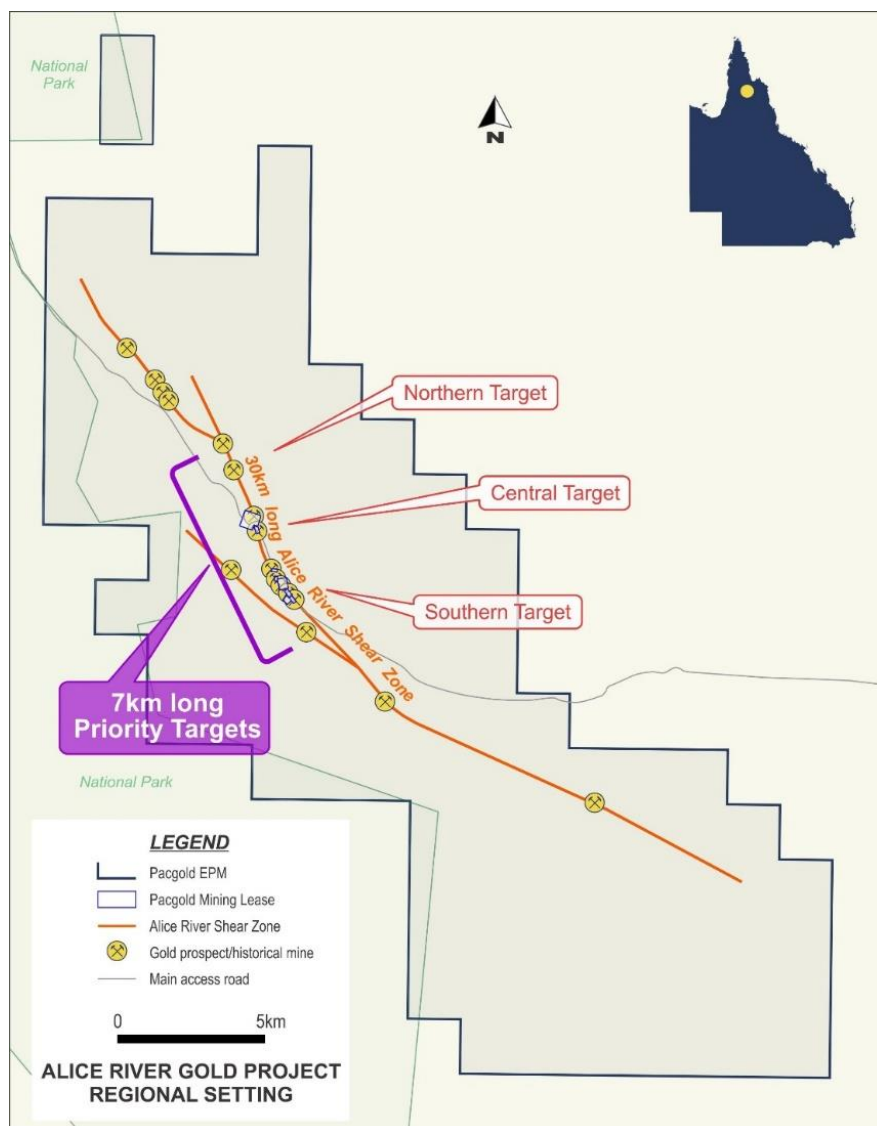 National
Park
N
Northern Target
Central Target
30km long Alice River Shear Zone
Southern Target
7km long
Priority Targets
National Park
LEGEND
Pacgold EPM
Pacgold Mining Lease
Alice River Shear Zone
Gold prospect/historical mine
Main access road
0 5km
ALICE RIVER GOLD PROJECT
REGIONAL SETTING